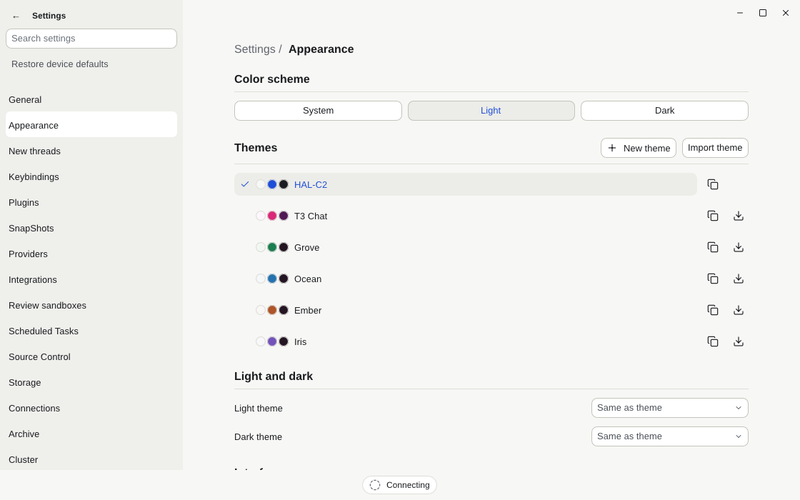 Settings
Search settings
Restore device defaults
General
Appearance
New threads
Keybindings
Plugins
SnapShots
Providers
Integrations
Review sandboxes
Scheduled Tasks
Source Control
Storage
Connections
Archive
Cluster
Settings / Appearance
Color scheme
System Light Dark
Themes New theme Import theme
HAL-C2
T3 Chat
Grove
Ocean
Ember
Iris
Light and dark
Light theme Same as theme
Dark theme Same as theme
Connecting